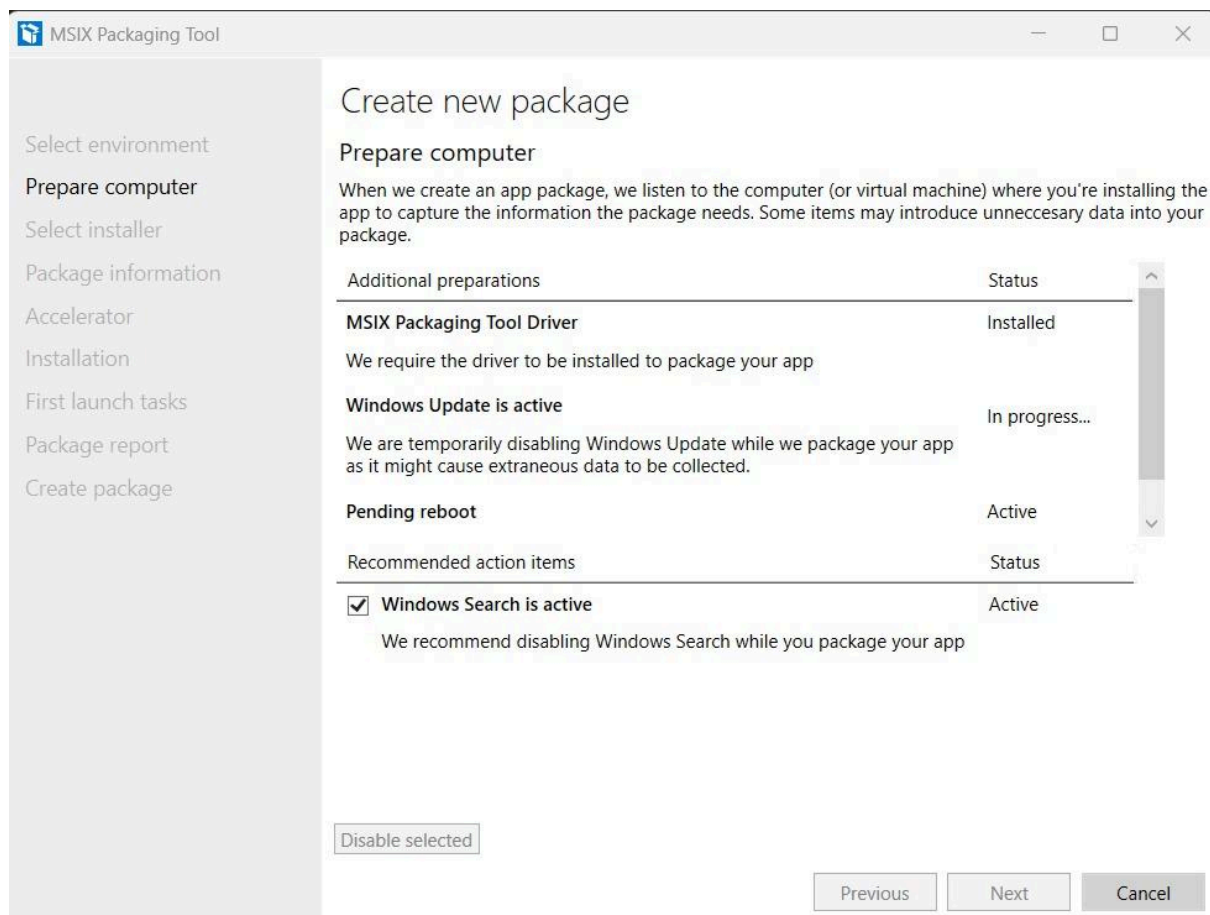 MSIX Packaging Tool
Create new package
Select environment
Prepare computer
Select installer
Package information
Accelerator
Installation
First launch tasks
Package report
Create package
Prepare computer
When we create an app package, we listen to the computer (or virtual machine) where you're installing the
app to capture the information the package needs. Some items may introduce unneccesary data into your
package.
Additional preparations Status
MSIX Packaging Tool Driver Installed
We require the driver to be installed to package your app
Windows Update is active In progress...
We are temporarily disabling Windows Update while we package your app
as it might cause extraneous data to be collected.
Pending reboot Active
Recommended action items Status
Windows Search is active Active
We recommend disabling Windows Search while you package your app
Disable selected
Previous Next Cancel